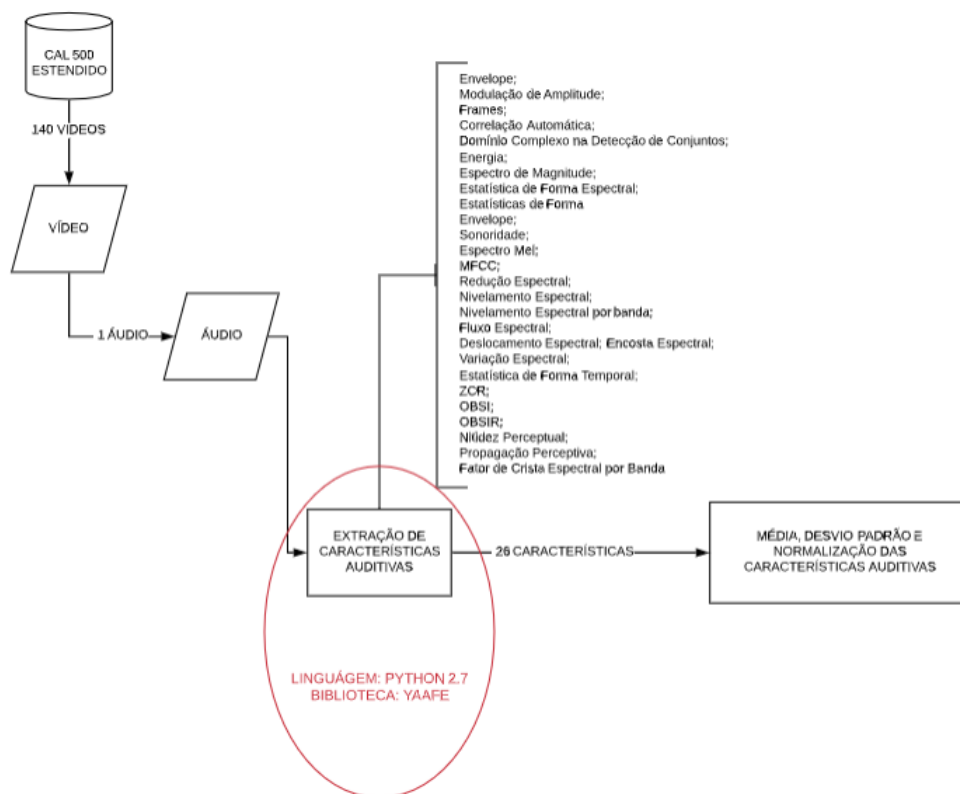 CAL 500
ESTENDIDO
140 VIDEOS
VÍDEO
1 ÁUDIO
ÁUDIO
Envelope;
Modulação de Amplitude;
Frames;
Correlação Automática;
Domínio Complexo na Detecção de Conjuntos;
Energia;
Espectro de Magnitude;
Estatística de Forma Espectral;
Estatísticas de Forma
Envelope;
Sonoridade;
Espectro Mel;
MFCC;
Redução Espectral;
Nivelamento Espectral;
Nivelamento Espectral por banda;
Fluxo Espectral;
Deslocamento Espectral; Encosta Espectral;
Variação Espectral;
Estatística de Forma Temporal;
ZCR;
OBSI;
OBSIR;
Nitidez Perceptual;
Propagação Perceptiva;
Fator de Crista Espectral por Banda
EXTRAÇÃO DE
CARACTERÍSTICAS
AUDITIVAS
26 CARACTERÍSTICAS
MÉDIA, DESVIO PADRÃO E
NORMALIZAÇÃO DAS
CARACTERÍSTICAS AUDITIVAS
LINGUÁGEM: PYTHON 2.7
BIBLIOTECA: YAAFE